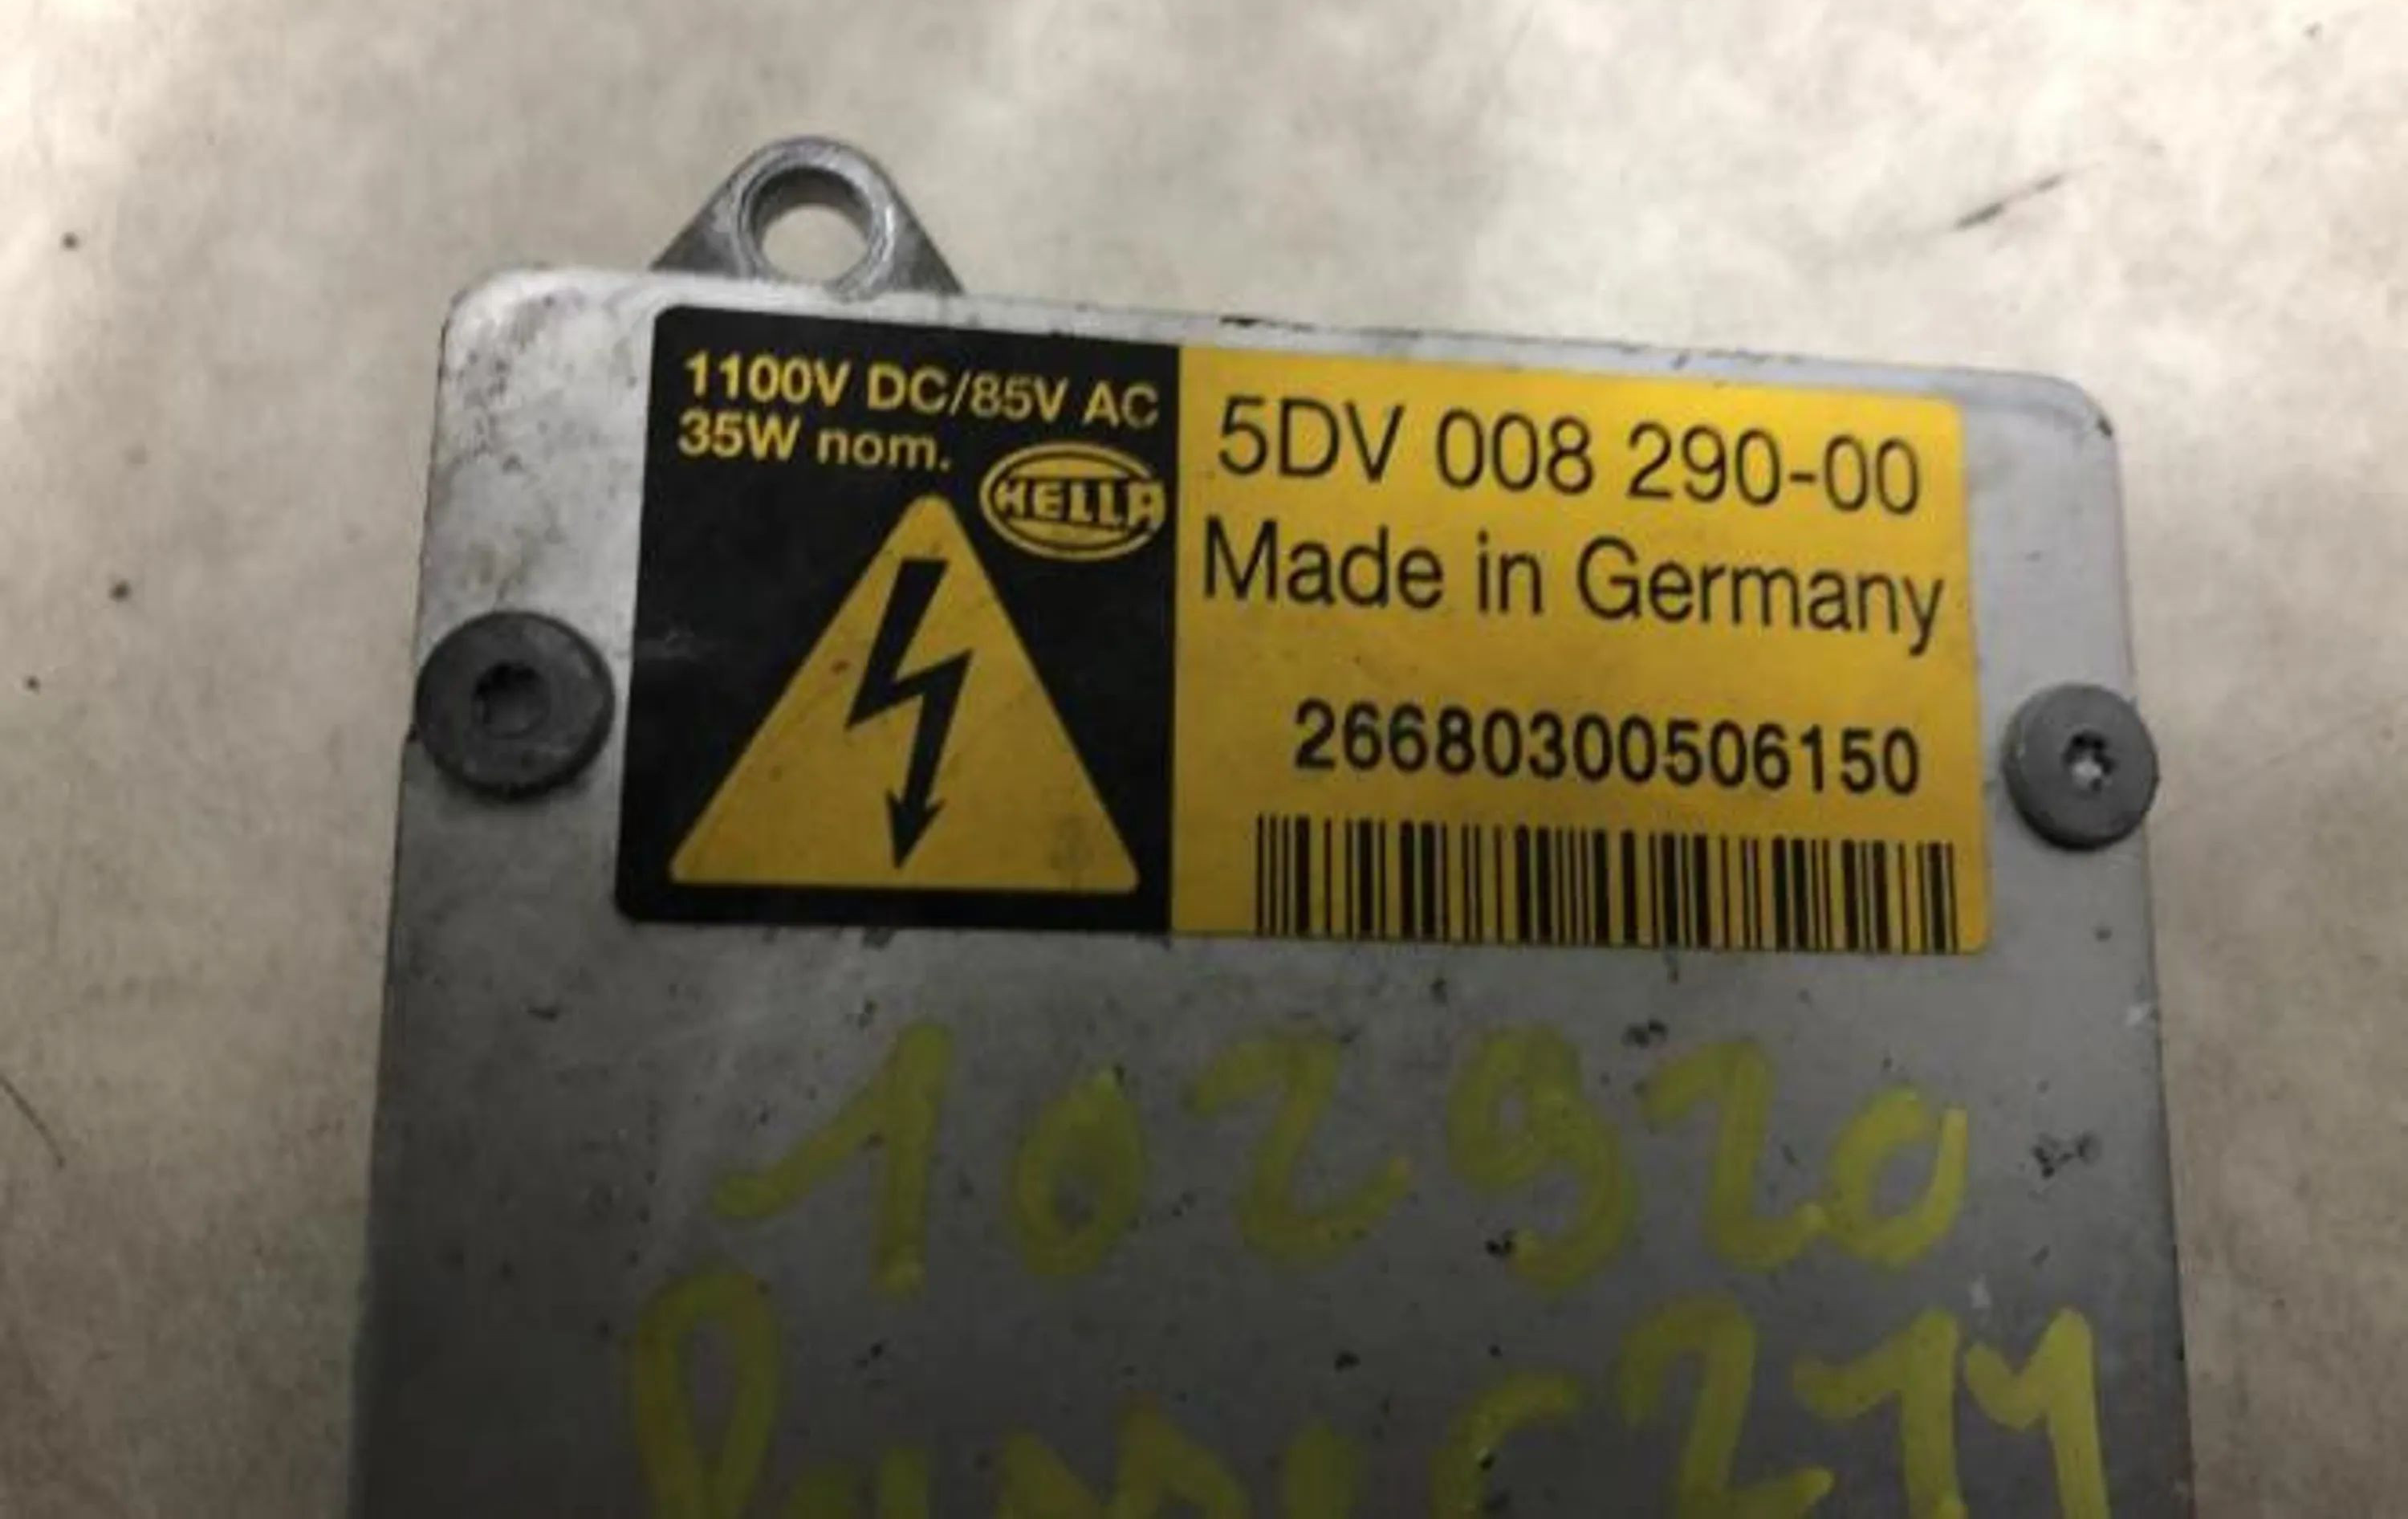 1100V DC/85V AC
35W nom.
HELLA
5DV 008 290-00
Made in Germany
26680300506150
102920